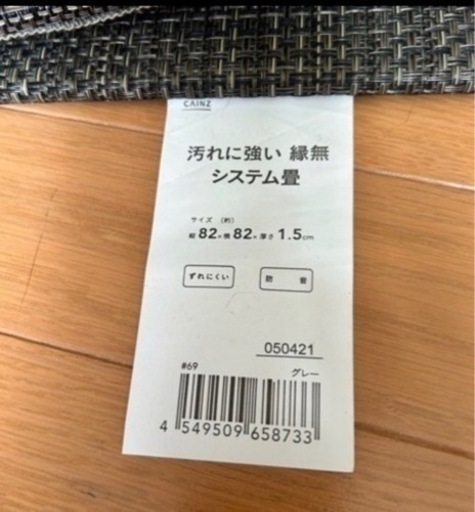 CAINZ
汚れに強い 縁無
システム畳
サイズ (約)
縦82×横82×厚さ1.5cm
ずれにくい 防音
050421
#69 グレー
4 549509 658733